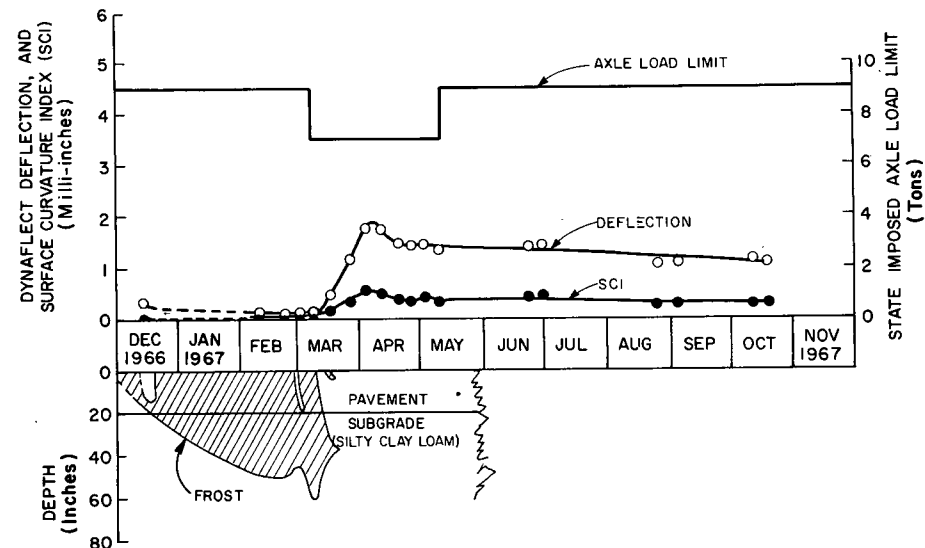 DYNAFLECT DEFLECTION, AND
SURFACE CURVATURE INDEX (SCI)
(Milli-inches)
6
5
4
3
2
1
0
AXLE LOAD LIMIT
DEFLECTION
SCI
10
8
6
4
2
0
STATE IMPOSED AXLE LOAD LIMIT
(Tons)
DEC
1966
JAN
1967
FEB
MAR
APR
MAY
JUN
JUL
AUG
SEP
OCT
NOV
1967
DEPTH
(Inches)
0
20
40
60
80
PAVEMENT
SUBGRADE
(SILTY CLAY LOAM)
FROST